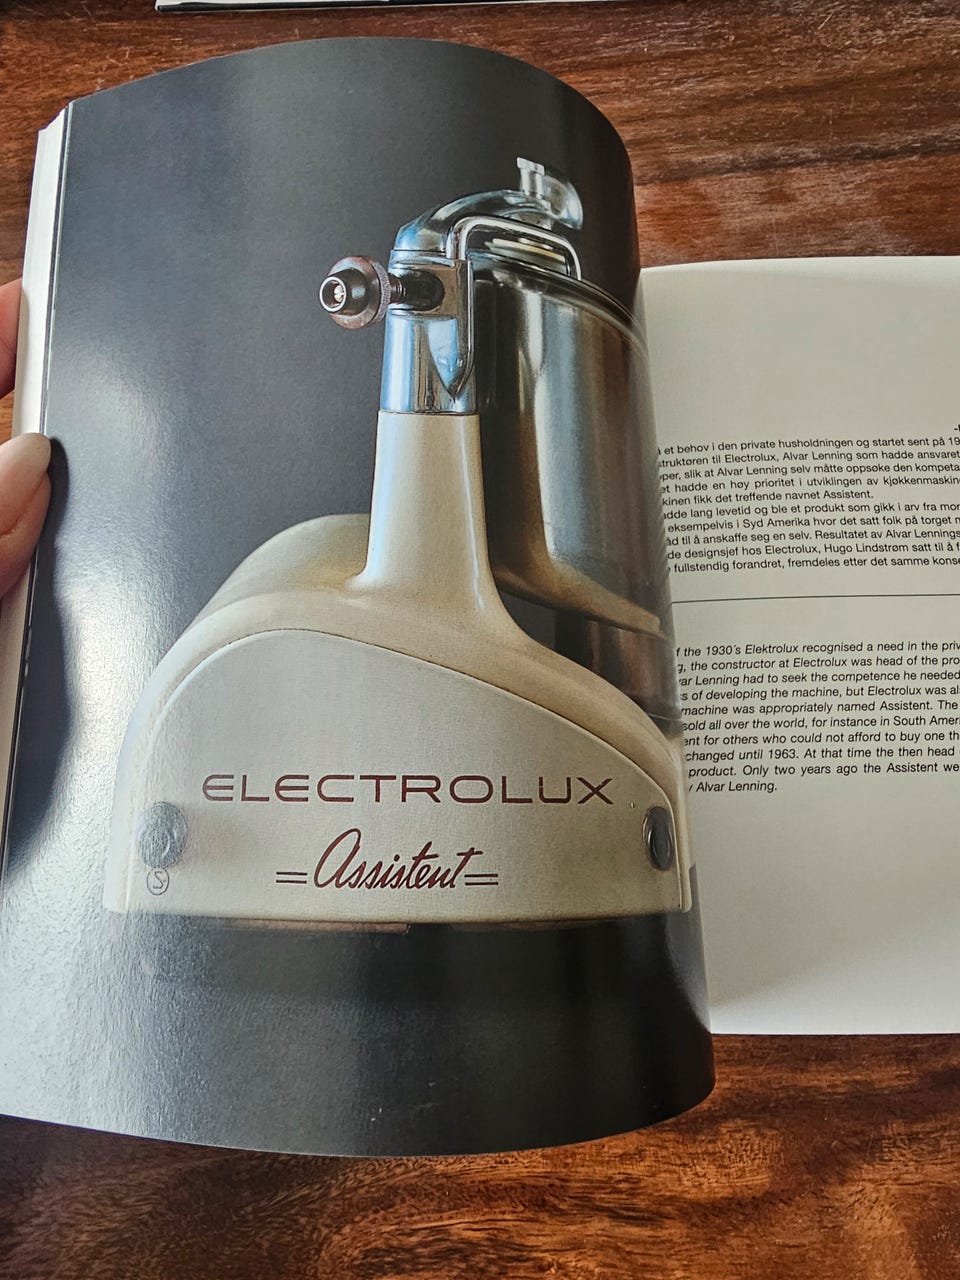 ELECTROLUX
Assistent
S
et behov i den private husholdningen og startet sent på 19
truktøren til Electrolux, Alvar Lenning som hadde ansvaret
per, slik at Alvar Lenning selv måtte oppsøke den kompeta
et hadde en høy prioritet i utviklingen av kjøkkenmaskin
kinen fikk det treffende navnet Assistent.
dde lang levetid og ble et produkt som gikk i arv fra mor
eksempelvis i Syd Amerika hvor det satt folk på torget m
åd til å anskaffe seg en selv. Resultatet av Alvar Lennings
de designsjef hos Electrolux, Hugo Lindstrøm satt til å f
fullstendig forandret, fremdeles etter det samme konse
f the 1930´s Elektrolux recognised a need in the priv
g, the constructor at Electrolux was head of the pro
var Lenning had to seek the competence he needed
s of developing the machine, but Electrolux was al
machine was appropriately named Assistent. The
sold all over the world, for instance in South Ameri
ent for others who could not afford to buy one th
changed until 1963. At that time the then head
product. Only two years ago the Assistent we
y Alvar Lenning.